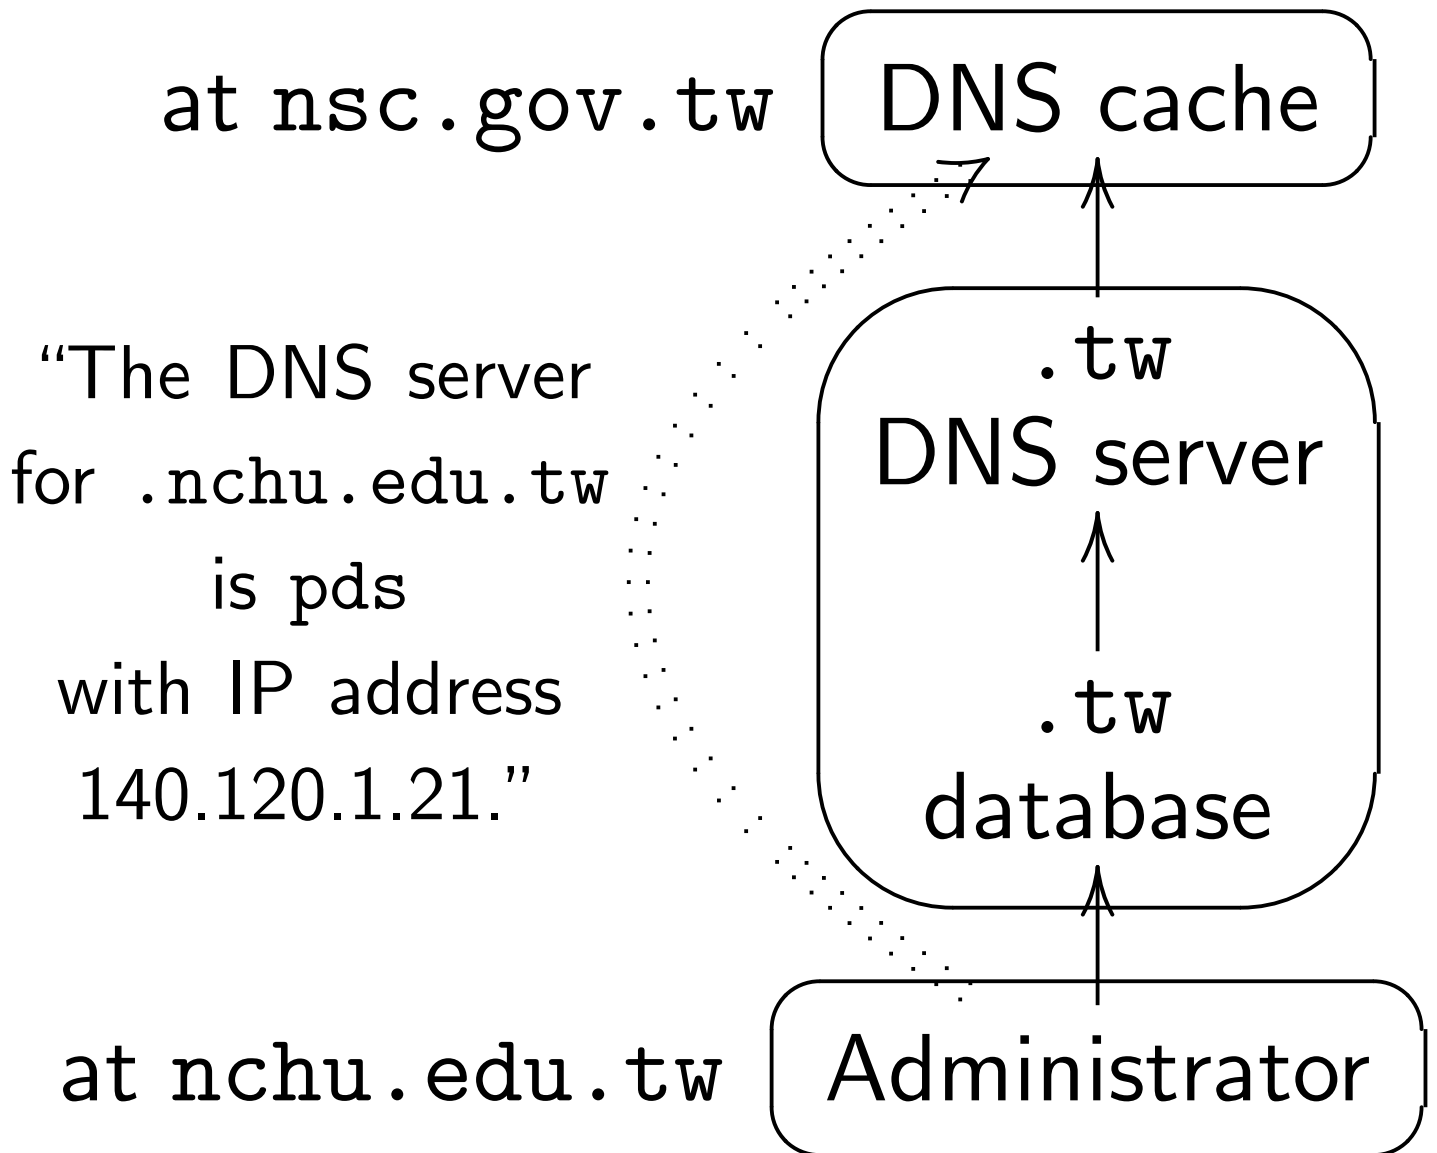 at nsc.gov.tw DNS cache
.tw
DNS server
“The DNS server
for .nchu.edu.tw
is pds
with IP address
140.120.1.21.”
.tw
database
at nchu.edu.tw Administrator